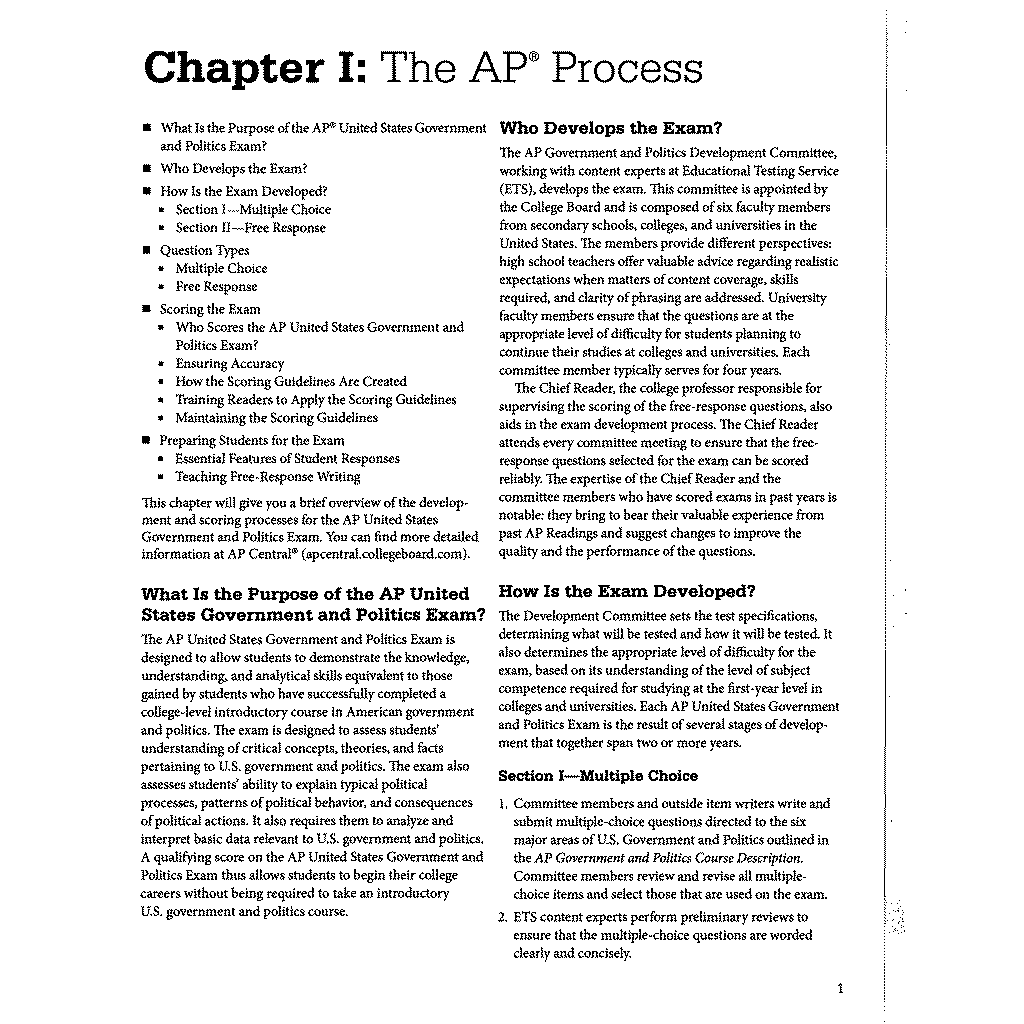 Chapter I: The AP® Process
■ What Is the Purpose of the AP® United States Government
and Politics Exam?
■ Who Develops the Exam?
■ How Is the Exam Developed?
▪ Section I—Multiple Choice
▪ Section II—Free Response
■ Question Types
▪ Multiple Choice
▪ Free Response
■ Scoring the Exam
▪ Who Scores the AP United States Government and
Politics Exam?
▪ Ensuring Accuracy
▪ How the Scoring Guidelines Are Created
▪ Training Readers to Apply the Scoring Guidelines
▪ Maintaining the Scoring Guidelines
■ Preparing Students for the Exam
▪ Essential Features of Student Responses
▪ Teaching Free-Response Writing
This chapter will give you a brief overview of the develop-
ment and scoring processes for the AP United States
Government and Politics Exam. You can find more detailed
information at AP Central® (apcentral.collegeboard.com).
What Is the Purpose of the AP United
States Government and Politics Exam?
The AP United States Government and Politics Exam is
designed to allow students to demonstrate the knowledge,
understanding, and analytical skills equivalent to those
gained by students who have successfully completed a
college-level introductory course in American government
and politics. The exam is designed to assess students'
understanding of critical concepts, theories, and facts
pertaining to U.S. government and politics. The exam also
assesses students' ability to explain typical political
processes, patterns of political behavior, and consequences
of political actions. It also requires them to analyze and
interpret basic data relevant to U.S. government and politics.
A qualifying score on the AP United States Government and
Politics Exam thus allows students to begin their college
careers without being required to take an introductory
U.S. government and politics course.
Who Develops the Exam?
The AP Government and Politics Development Committee,
working with content experts at Educational Testing Service
(ETS), develops the exam. This committee is appointed by
the College Board and is composed of six faculty members
from secondary schools, colleges, and universities in the
United States. The members provide different perspectives:
high school teachers offer valuable advice regarding realistic
expectations when matters of content coverage, skills
required, and clarity of phrasing are addressed. University
faculty members ensure that the questions are at the
appropriate level of difficulty for students planning to
continue their studies at colleges and universities. Each
committee member typically serves for four years.
The Chief Reader, the college professor responsible for
supervising the scoring of the free-response questions, also
aids in the exam development process. The Chief Reader
attends every committee meeting to ensure that the free-
response questions selected for the exam can be scored
reliably. The expertise of the Chief Reader and the
committee members who have scored exams in past years is
notable: they bring to bear their valuable experience from
past AP Readings and suggest changes to improve the
quality and the performance of the questions.
How Is the Exam Developed?
The Development Committee sets the test specifications,
determining what will be tested and how it will be tested. It
also determines the appropriate level of difficulty for the
exam, based on its understanding of the level of subject
competence required for studying at the first-year level in
colleges and universities. Each AP United States Government
and Politics Exam is the result of several stages of develop-
ment that together span two or more years.
Section I—Multiple Choice
1. Committee members and outside item writers write and
submit multiple-choice questions directed to the six
major areas of U.S. Government and Politics outlined in
the AP Government and Politics Course Description.
Committee members review and revise all multiple-
choice items and select those that are used on the exam.
2. ETS content experts perform preliminary reviews to
ensure that the multiple-choice questions are worded
clearly and concisely.
1